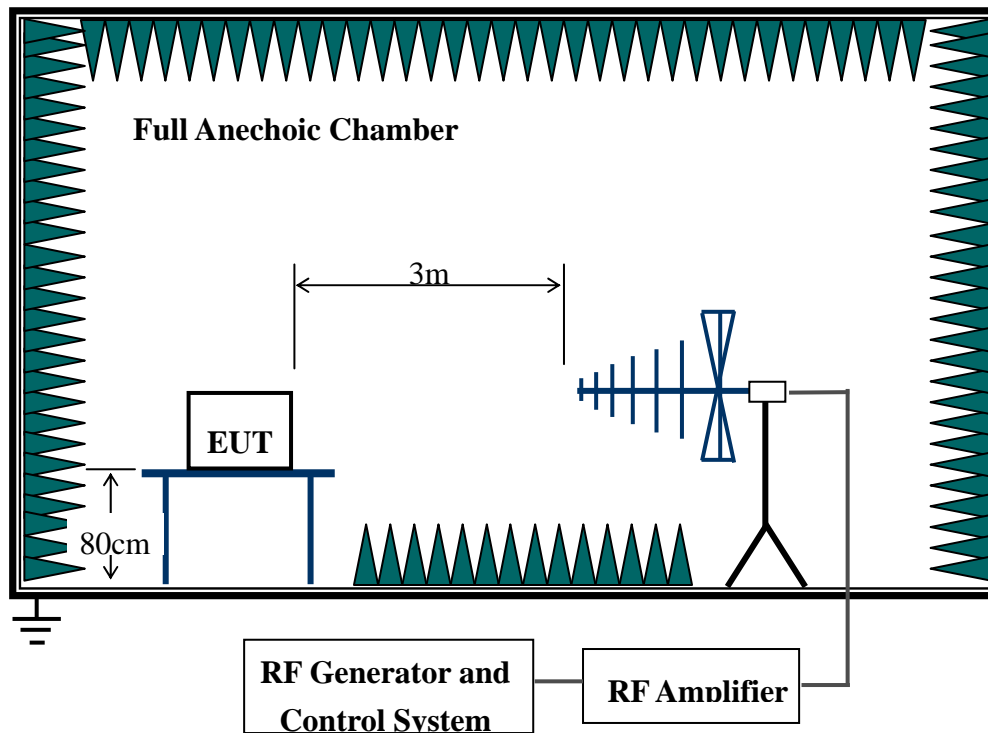 Full Anechoic Chamber
3m
EUT
80cm
RF Generator and
Control System
RF Amplifier